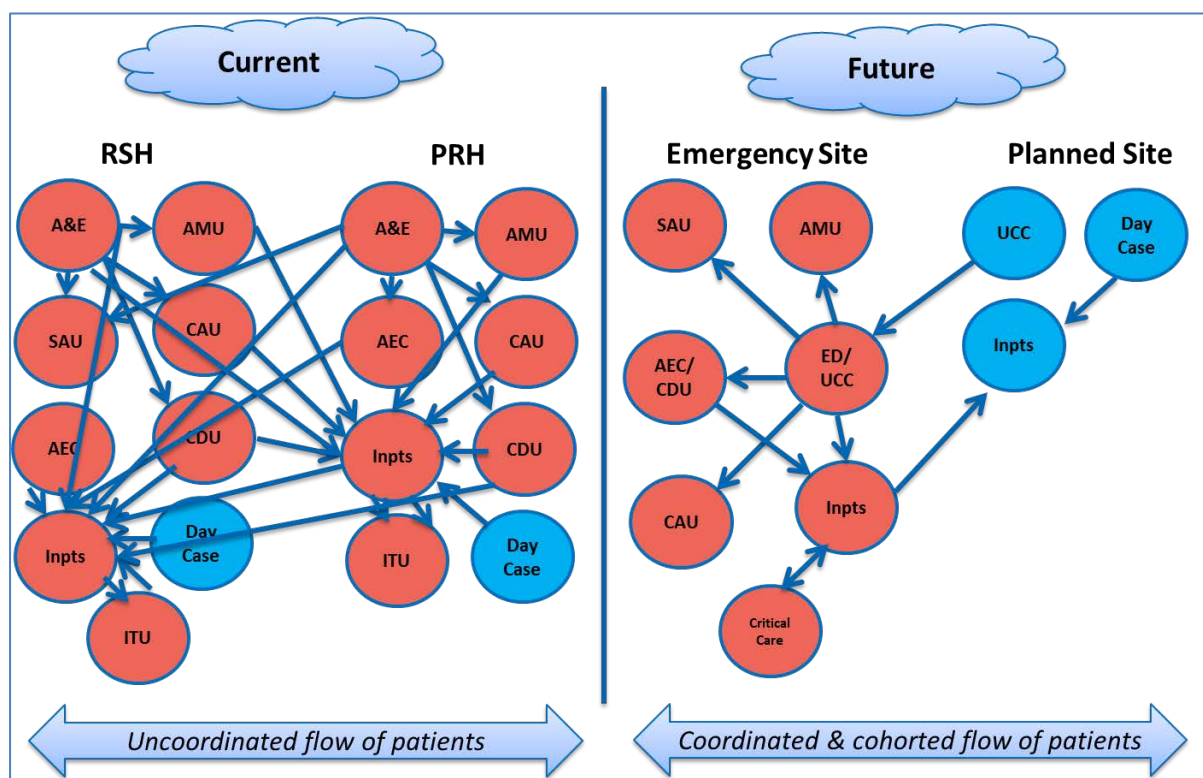 Current
Future
RSH
PRH
Emergency Site
Planned Site
A&E
AMU
A&E
AMU
SAU
CAU
AEC
CAU
AEC
CDU
Inpts
CDU
Inpts
Day
Case
ITU
Day
Case
ITU
SAU
AMU
UCC
Day
Case
AEC/
CDU
ED/
UCC
Inpts
CAU
Inpts
Critical
Care
Uncoordinated flow of patients
Coordinated & cohorted flow of patients